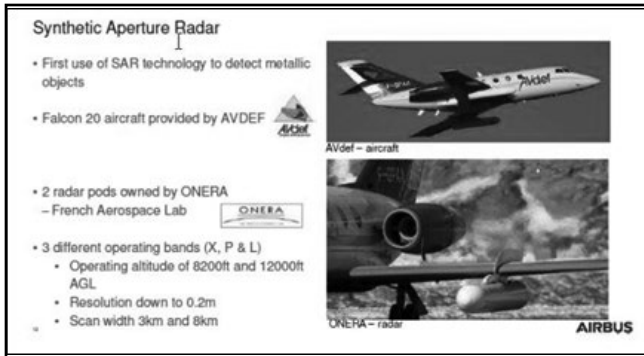 Synthetic Aperture Radar
• First use of SAR technology to detect metallic
objects
• Falcon 20 aircraft provided by AVDEF
AVdef
• 2 radar pods owned by ONERA
– French Aerospace Lab
ONERA
• 3 different operating bands (X, P & L)
• Operating altitude of 8200ft and 12000ft
AGL
• Resolution down to 0.2m
• Scan width 3km and 8km
AVdef
AVdef – aircraft
ONERA – radar
AIRBUS